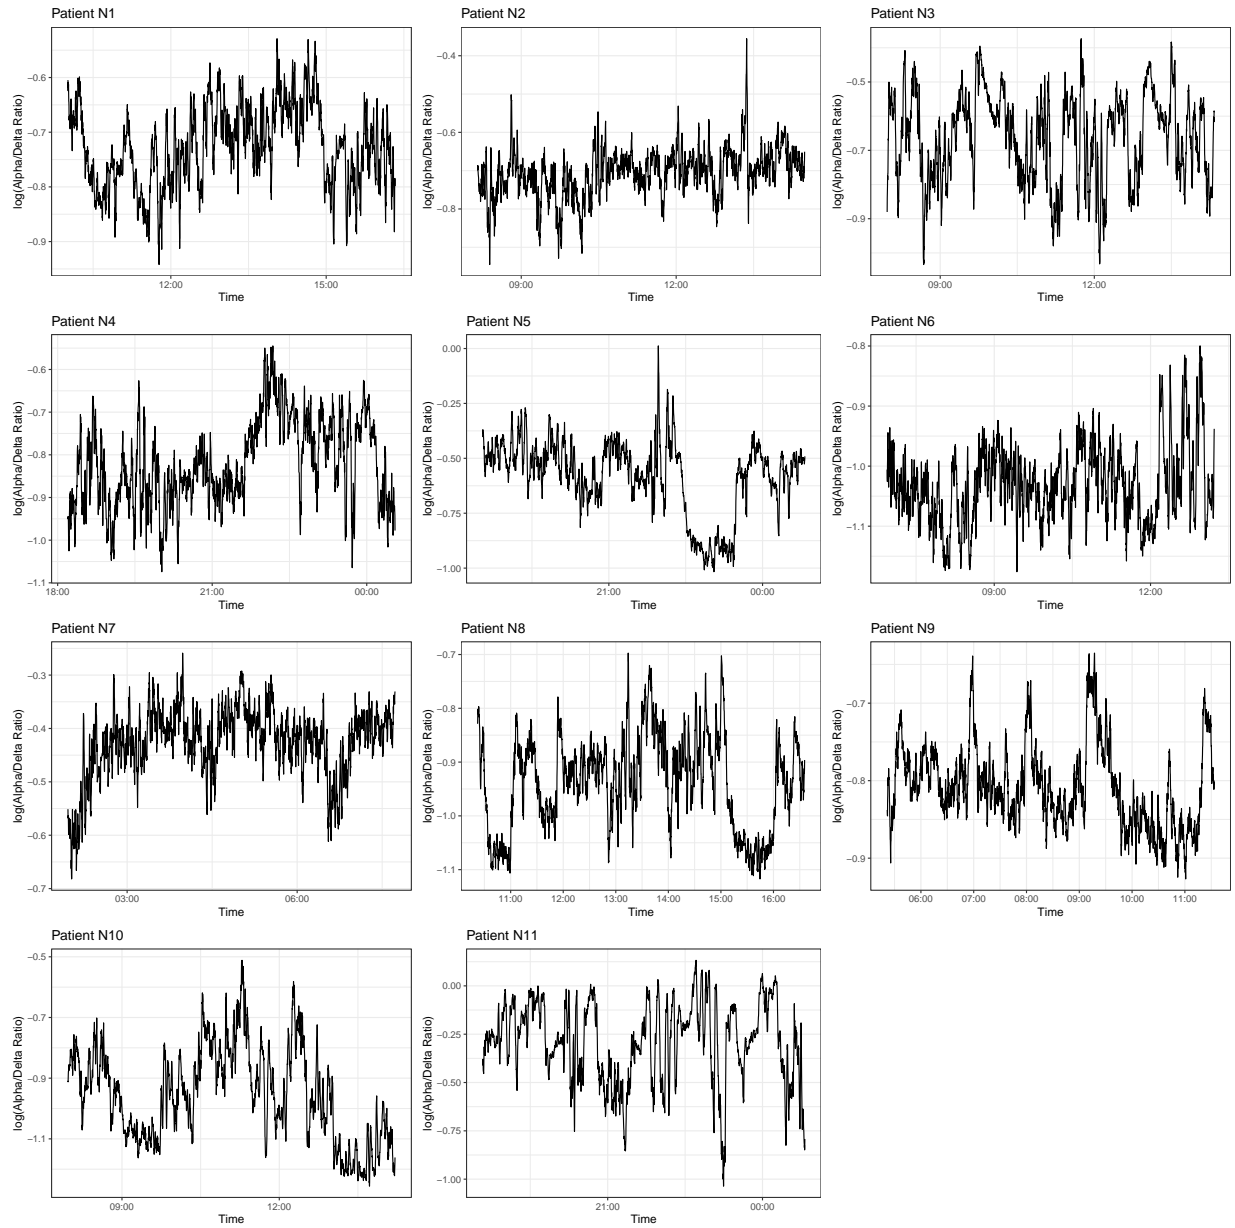 Patient N1
log(Alpha/Delta Ratio)
−0.6
−0.7
−0.8
−0.9
12:00
15:00
Time
Patient N2
log(Alpha/Delta Ratio)
−0.4
−0.6
−0.8
09:00
12:00
Time
Patient N3
log(Alpha/Delta Ratio)
−0.5
−0.7
−0.9
09:00
12:00
Time
Patient N4
log(Alpha/Delta Ratio)
−0.6
−0.7
−0.8
−0.9
−1.0
−1.1
18:00
21:00
00:00
Time
Patient N5
log(Alpha/Delta Ratio)
0.00
−0.25
−0.50
−0.75
−1.00
21:00
00:00
Time
Patient N6
log(Alpha/Delta Ratio)
−0.8
−0.9
−1.0
−1.1
09:00
12:00
Time
Patient N7
log(Alpha/Delta Ratio)
−0.3
−0.4
−0.5
−0.6
−0.7
03:00
06:00
Time
Patient N8
log(Alpha/Delta Ratio)
−0.7
−0.8
−0.9
−1.0
−1.1
11:00
12:00
13:00
14:00
15:00
16:00
Time
Patient N9
log(Alpha/Delta Ratio)
−0.7
−0.8
−0.9
06:00
07:00
08:00
09:00
10:00
11:00
Time
Patient N10
log(Alpha/Delta Ratio)
−0.5
−0.7
−0.9
−1.1
09:00
12:00
Time
Patient N11
log(Alpha/Delta Ratio)
0.00
−0.25
−0.50
−0.75
−1.00
21:00
00:00
Time